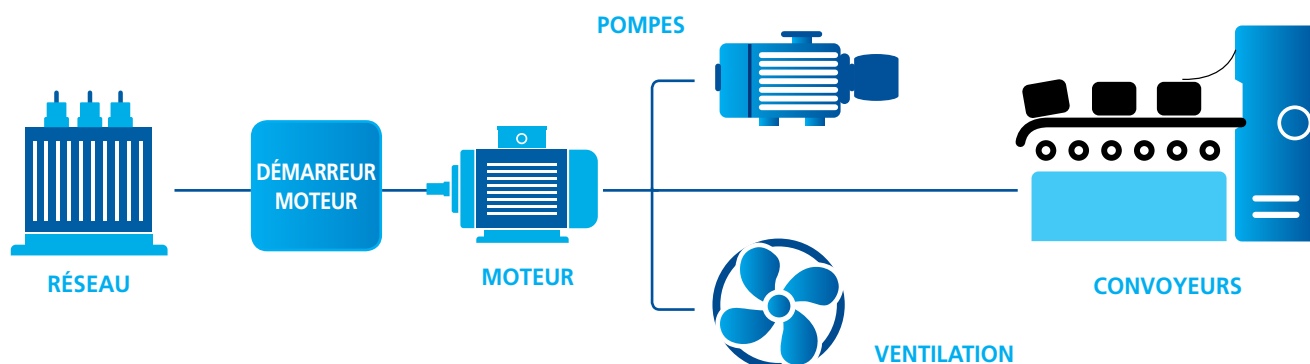 POMPES
DÉMARREUR
MOTEUR
RÉSEAU
MOTEUR
CONVOYEURS
VENTILATION